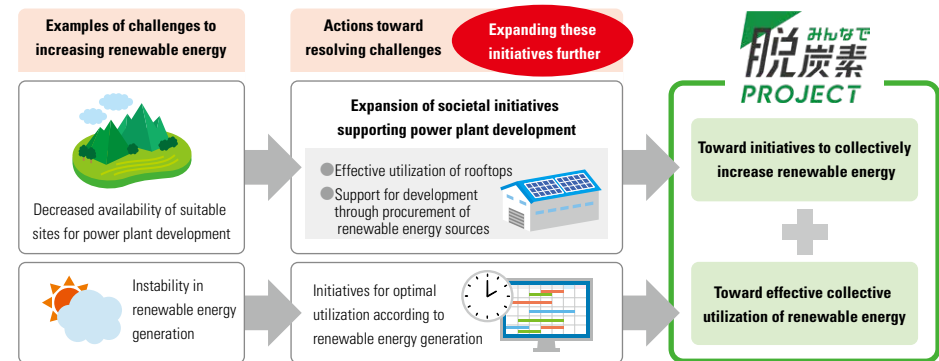 Examples of challenges to
increasing renewable energy
Actions toward
resolving challenges
Expanding these
initiatives further
みんなで
脱炭素
PROJECT
Decreased availability of suitable
sites for power plant development
Expansion of societal initiatives
supporting power plant development
●Effective utilization of rooftops
●Support for development
through procurement of
renewable energy sources
Toward initiatives to collectively
increase renewable energy
Instability in
renewable energy
generation
Initiatives for optimal
utilization according to
renewable energy generation
Toward effective collective
utilization of renewable energy